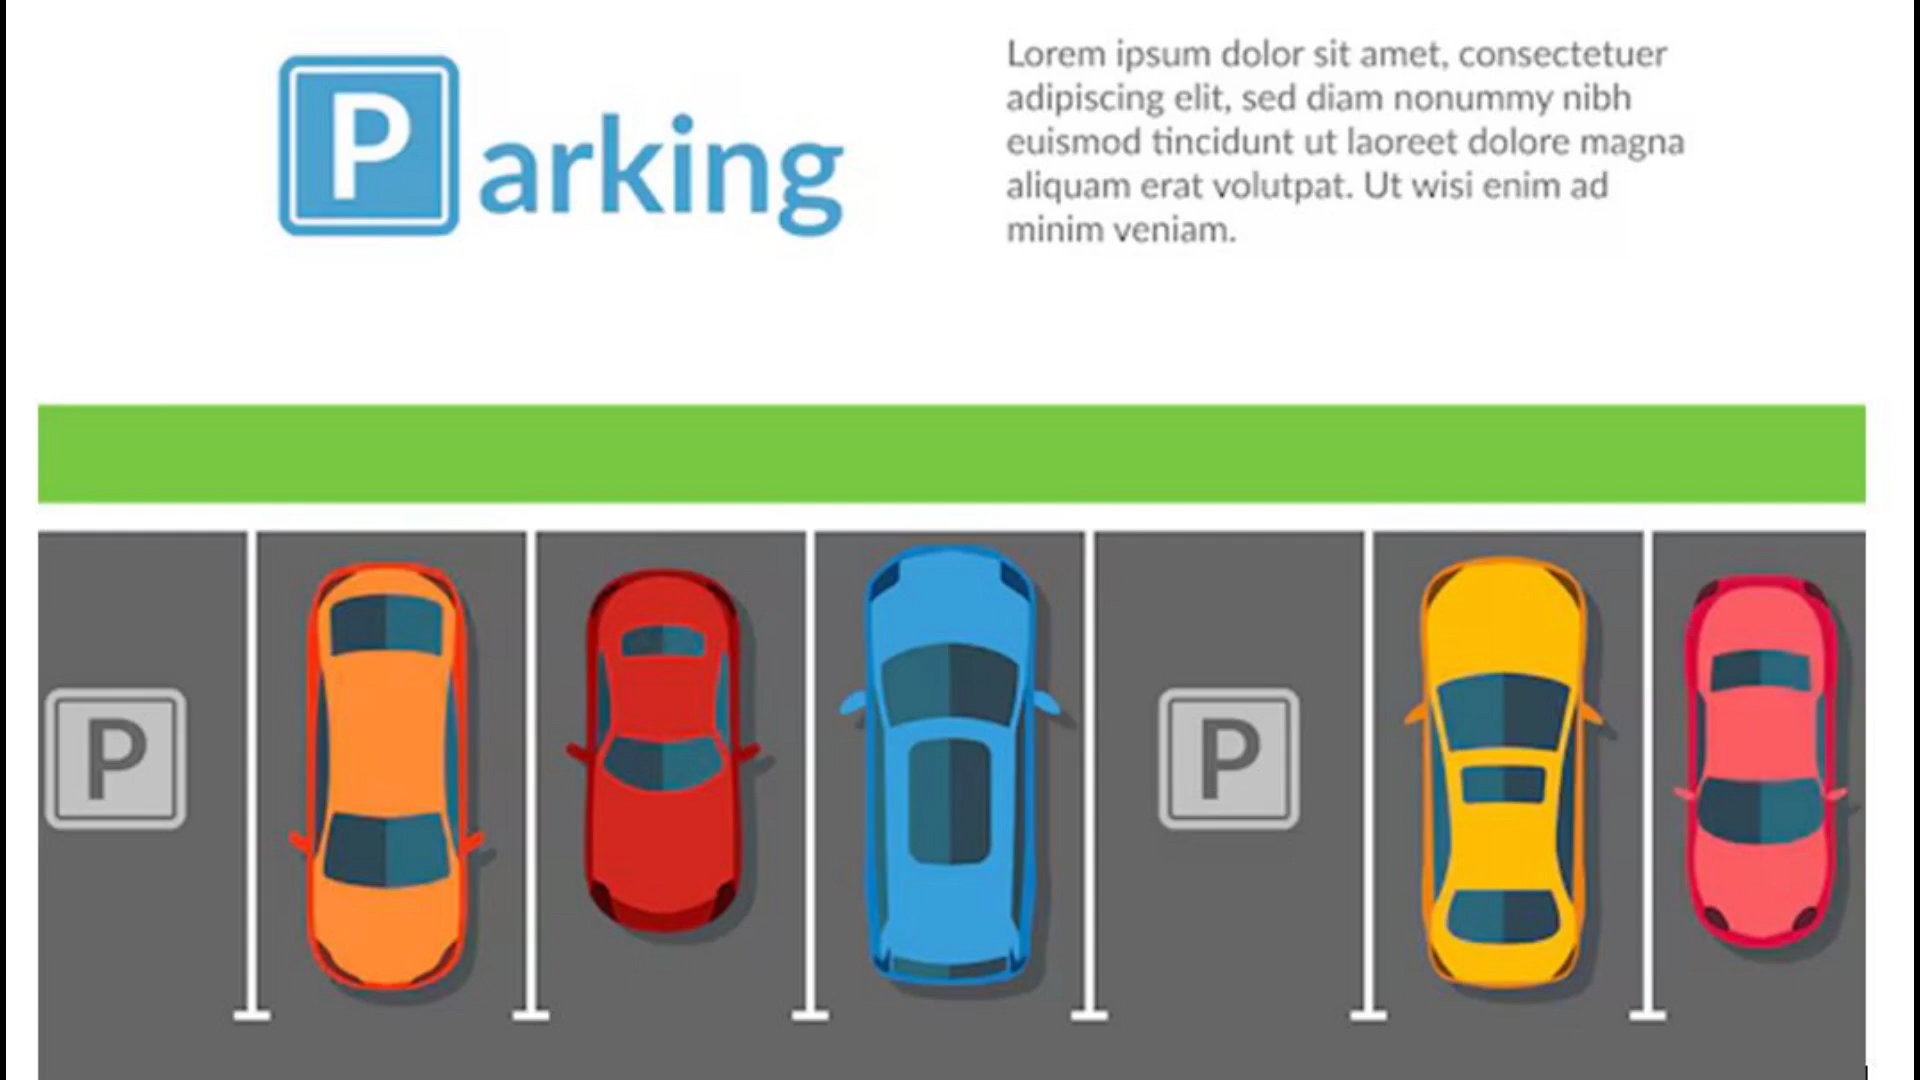 Parking
Lorem ipsum dolor sit amet, consectetuer
adipiscing elit, sed diam nonummy nibh
euismod tincidunt ut laoreet dolore magna
aliquam erat volutpat. Ut wisi enim ad
minim veniam.
P
P